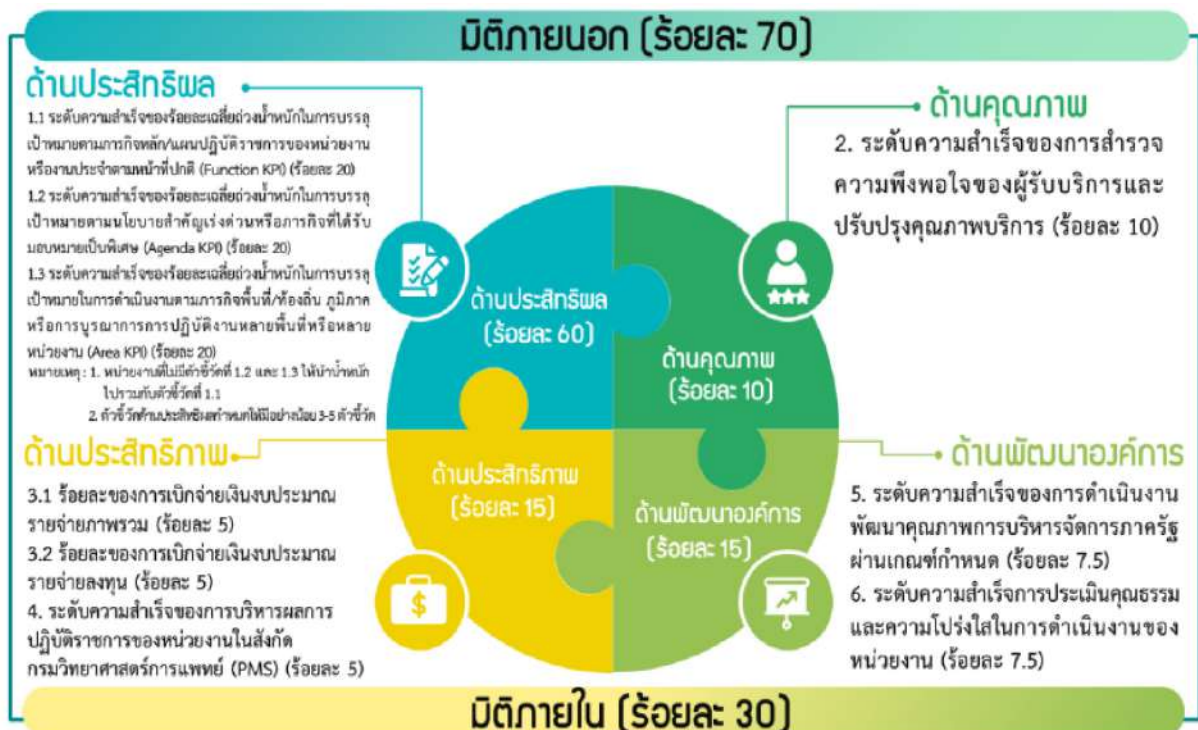 มิติภายนอก (ร้อยละ 70)
ด้านประสิทธิผล
1.1 ระดับความสำเร็จของร้อยละเฉลี่ยถ่วงน้ำหนักในการบรรลุ
เป้าหมายตามภารกิจหลัก/แผนปฏิบัติราชการของหน่วยงาน
หรืองานประจำตามหน้าที่ปกติ (Function KPI) (ร้อยละ 20)
1.2 ระดับความสำเร็จของร้อยละเฉลี่ยถ่วงน้ำหนักในการบรรลุ
เป้าหมายตามนโยบายสำคัญเร่งด่วนหรือภารกิจที่ได้รับ
มอบหมายเป็นพิเศษ (Agenda KPI) (ร้อยละ 20)
1.3 ระดับความสำเร็จของร้อยละเฉลี่ยถ่วงน้ำหนักในการบรรลุ
เป้าหมายในการดำเนินงานตามภารกิจพื้นที่/ท้องถิ่น ภูมิภาค
หรือการบูรณาการการปฏิบัติงานหลายพื้นที่หรือหลาย
หน่วยงาน (Area KPI) (ร้อยละ 20)
หมายเหตุ : 1. หน่วยงานที่ไม่มีตัวชี้วัดที่ 1.2 และ 1.3 ให้นำน้ำหนัก
ไปรวมกับตัวชี้วัดที่ 1.1
2. ตัวชี้วัดด้านประสิทธิผลกำหนดให้มีอย่างน้อย 3-5 ตัวชี้วัด
ด้านคุณภาพ
2. ระดับความสำเร็จของการสำรวจ
ความพึงพอใจของผู้รับบริการและ
ปรับปรุงคุณภาพบริการ (ร้อยละ 10)
ด้านประสิทธิผล
(ร้อยละ 60)
ด้านคุณภาพ
(ร้อยละ 10)
ด้านประสิทธิภาพ
(ร้อยละ 15)
ด้านพัฒนาองค์การ
(ร้อยละ 15)
ด้านประสิทธิภาพ
3.1 ร้อยละของการเบิกจ่ายเงินงบประมาณ
รายจ่ายภาพรวม (ร้อยละ 5)
3.2 ร้อยละของการเบิกจ่ายเงินงบประมาณ
รายจ่ายลงทุน (ร้อยละ 5)
4. ระดับความสำเร็จของการบริหารผลการ
ปฏิบัติราชการของหน่วยงานในสังกัด
กรมวิทยาศาสตร์การแพทย์ (PMS) (ร้อยละ 5)
ด้านพัฒนาองค์การ
5. ระดับความสำเร็จของการดำเนินงาน
พัฒนาคุณภาพการบริหารจัดการภาครัฐ
ผ่านเกณฑ์กำหนด (ร้อยละ 7.5)
6. ระดับความสำเร็จการประเมินคุณธรรม
และความโปร่งใสในการดำเนินงานของ
หน่วยงาน (ร้อยละ 7.5)
มิติภายใน (ร้อยละ 30)